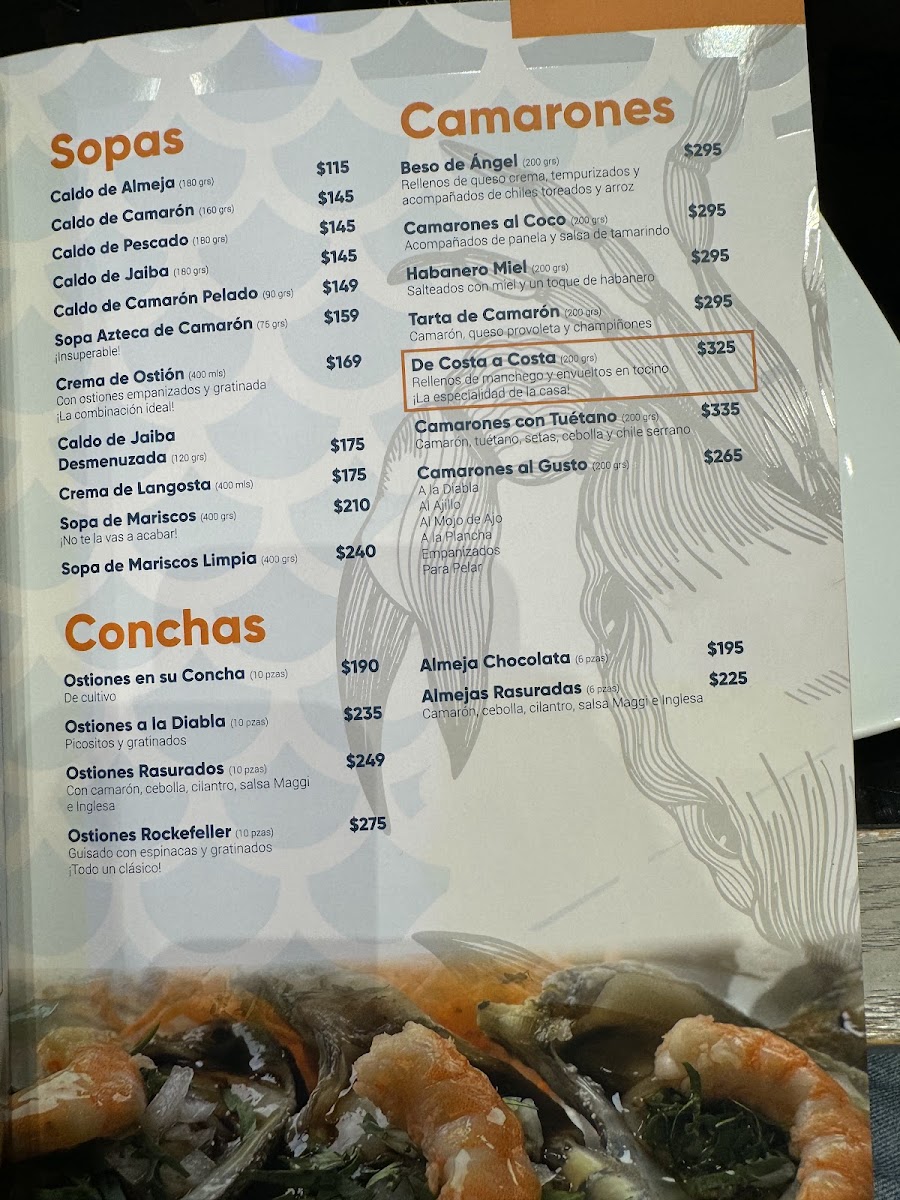 Sopas
Caldo de Almeja (180 grs) $115
Caldo de Camarón (160 grs) $145
Caldo de Pescado (180 grs) $145
Caldo de Jaiba (180 grs) $145
Caldo de Camarón Pelado (90 grs) $149
Sopa Azteca de Camarón (75 grs) $159
¡Insuperable!
Crema de Ostión (400 mls) $169
Con ostiones empanizados y gratinada
¡La combinación ideal!
Caldo de Jaiba
Desmenuzada (120 grs) $175
Crema de Langosta (400 mls) $175
Sopa de Mariscos (400 grs) $210
¡No te la vas a acabar!
Sopa de Mariscos Limpia (400 grs) $240
Conchas
Ostiones en su Concha (10 pzas) $190
De cultivo
Ostiones a la Diabla (10 pzas) $235
Picositos y gratinados
Ostiones Rasurados (10 pzas) $249
Con camarón, cebolla, cilantro, salsa Maggi
e Inglesa
Ostiones Rockefeller (10 pzas) $275
Guisado con espinacas y gratinados
¡Todo un clásico!
Camarones
Beso de Ángel (200 grs) $295
Rellenos de queso crema, tempurizados y
acompañados de chiles toreados y arroz
Camarones al Coco (200 grs) $295
Acompañados de panela y salsa de tamarindo
Habanero Miel (200 grs) $295
Salteados con miel y un toque de habanero
Tarta de Camarón (200 grs) $295
Camarón, queso provoleta y champiñones
De Costa a Costa (200 grs) $325
Rellenos de manchego y envueltos en tocino
¡La especialidad de la casa!
Camarones con Tuétano (200 grs) $335
Camarón, tuétano, setas, cebolla y chile serrano
Camarones al Gusto (200 grs) $265
A la Diabla
Al Ajillo
Al Mojo de Ajo
A la Plancha
Empanizados
Para Pelar
Almeja Chocolata (6 pzas) $195
Almejas Rasuradas (6 pzas) $225
Camarón, cebolla, cilantro, salsa Maggi e Inglesa